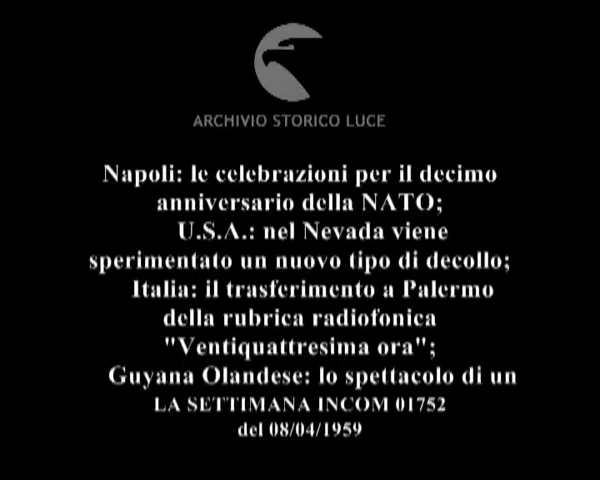 ARCHIVIO STORICO LUCE
Napoli: le celebrazioni per il decimo
anniversario della NATO;
U.S.A.: nel Nevada viene
sperimentato un nuovo tipo di decollo;
Italia: il trasferimento a Palermo
della rubrica radiofonica
"Ventiquattresima ora";
Guyana Olandese: lo spettacolo di un
LA SETTIMANA INCOM 01752
del 08/04/1959